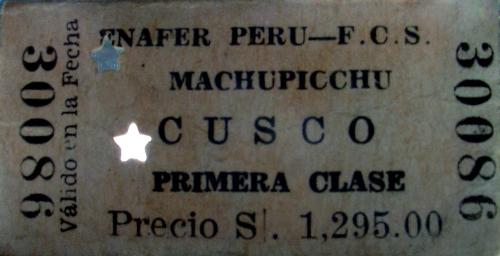 30086
Válido en la Fecha
ENAFER PERU—F.C.S.
MACHUPICCHU
CUSCO
PRIMERA CLASE
Precio S/. 1,295.00
30086